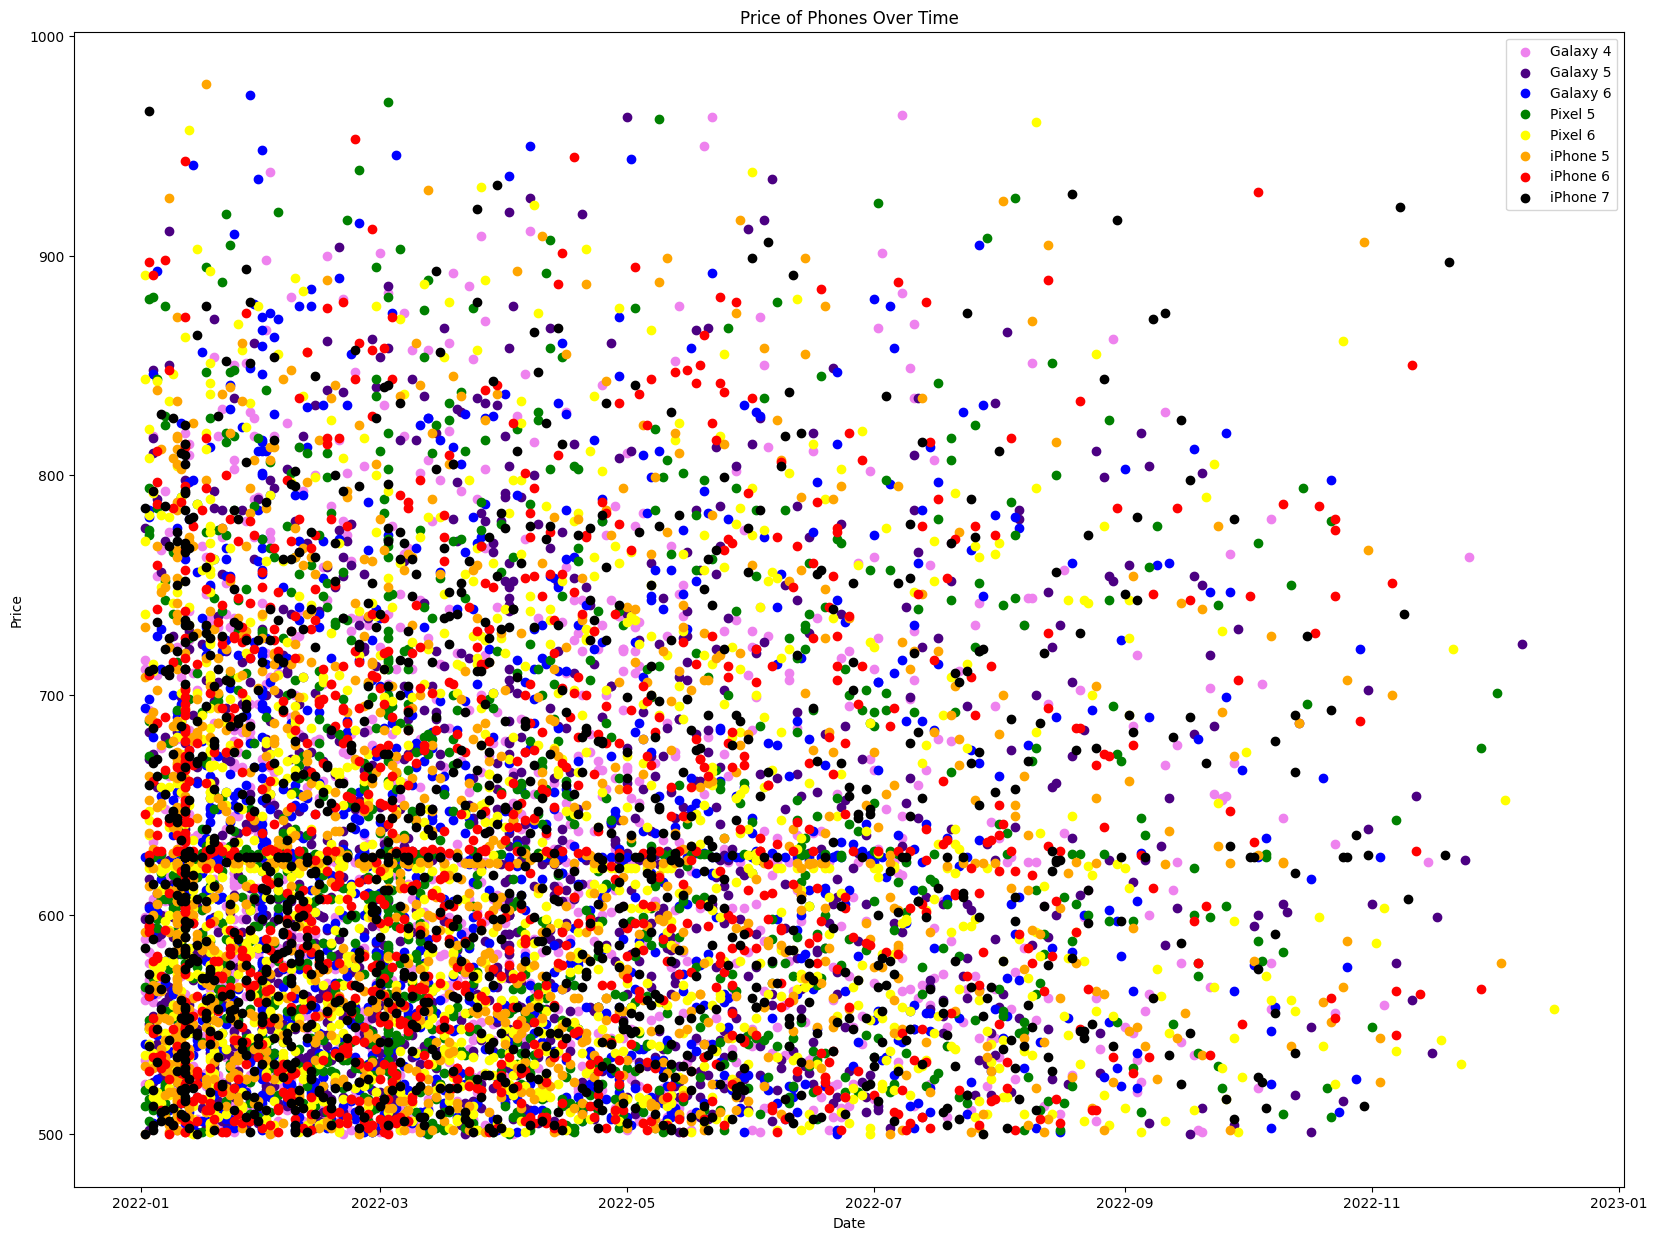 Price of Phones Over Time
1000
900
800
700
600
500
Price
Galaxy 4
Galaxy 5
Galaxy 6
Pixel 5
Pixel 6
iPhone 5
iPhone 6
iPhone 7
2022-01
2022-03
2022-05
2022-07
2022-09
2022-11
2023-01
Date